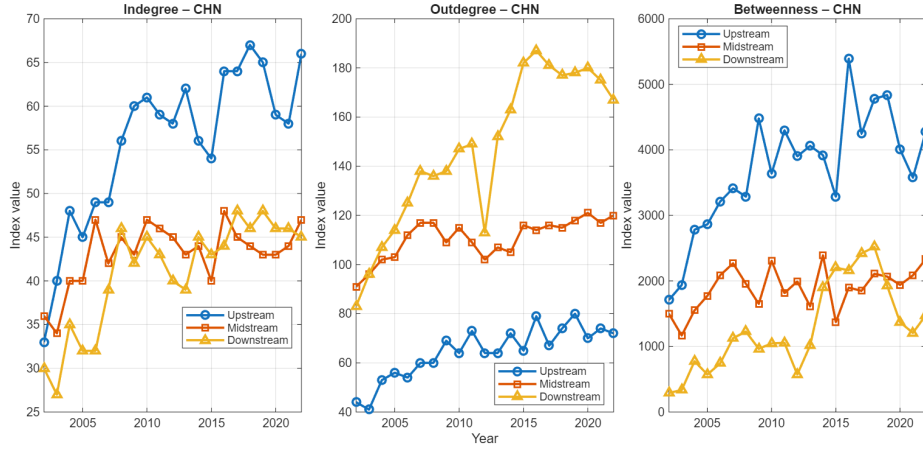 Indegree – CHN
Index value
70
65
60
55
50
45
40
35
30
25
2005
2010
2015
2020
Upstream
Midstream
Downstream
Outdegree – CHN
Index value
200
180
160
140
120
100
80
60
40
2005
2010
2015
2020
Year
Upstream
Midstream
Downstream
Betweenness – CHN
Index value
6000
5000
4000
3000
2000
1000
0
2005
2010
2015
2020
Upstream
Midstream
Downstream